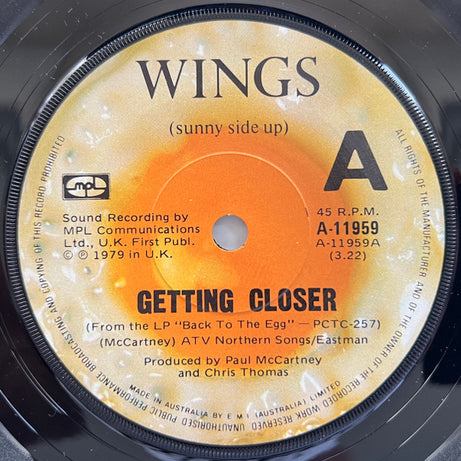 WINGS
(sunny side up)
A
mpl
Sound Recording by
MPL Communications
Ltd., U.K. First Publ.
© ℗ 1979 in U.K.
45 R.P.M.
A-11959
A-11959A
(3.22)
GETTING CLOSER
(From the LP "Back To The Egg" — PCTC-257)
(McCartney) ATV Northern Songs/Eastman
Produced by Paul McCartney
and Chris Thomas
MADE IN AUSTRALIA BY E M I (AUSTRALIA) LIMITED
ALL RIGHTS OF THE MANUFACTURER AND OF THE OWNER OF THE RECORDED WORK RESERVED UNAUTHORISED PUBLIC PERFORMANCE BROADCASTING AND COPYING OF THIS RECORD PROHIBITED